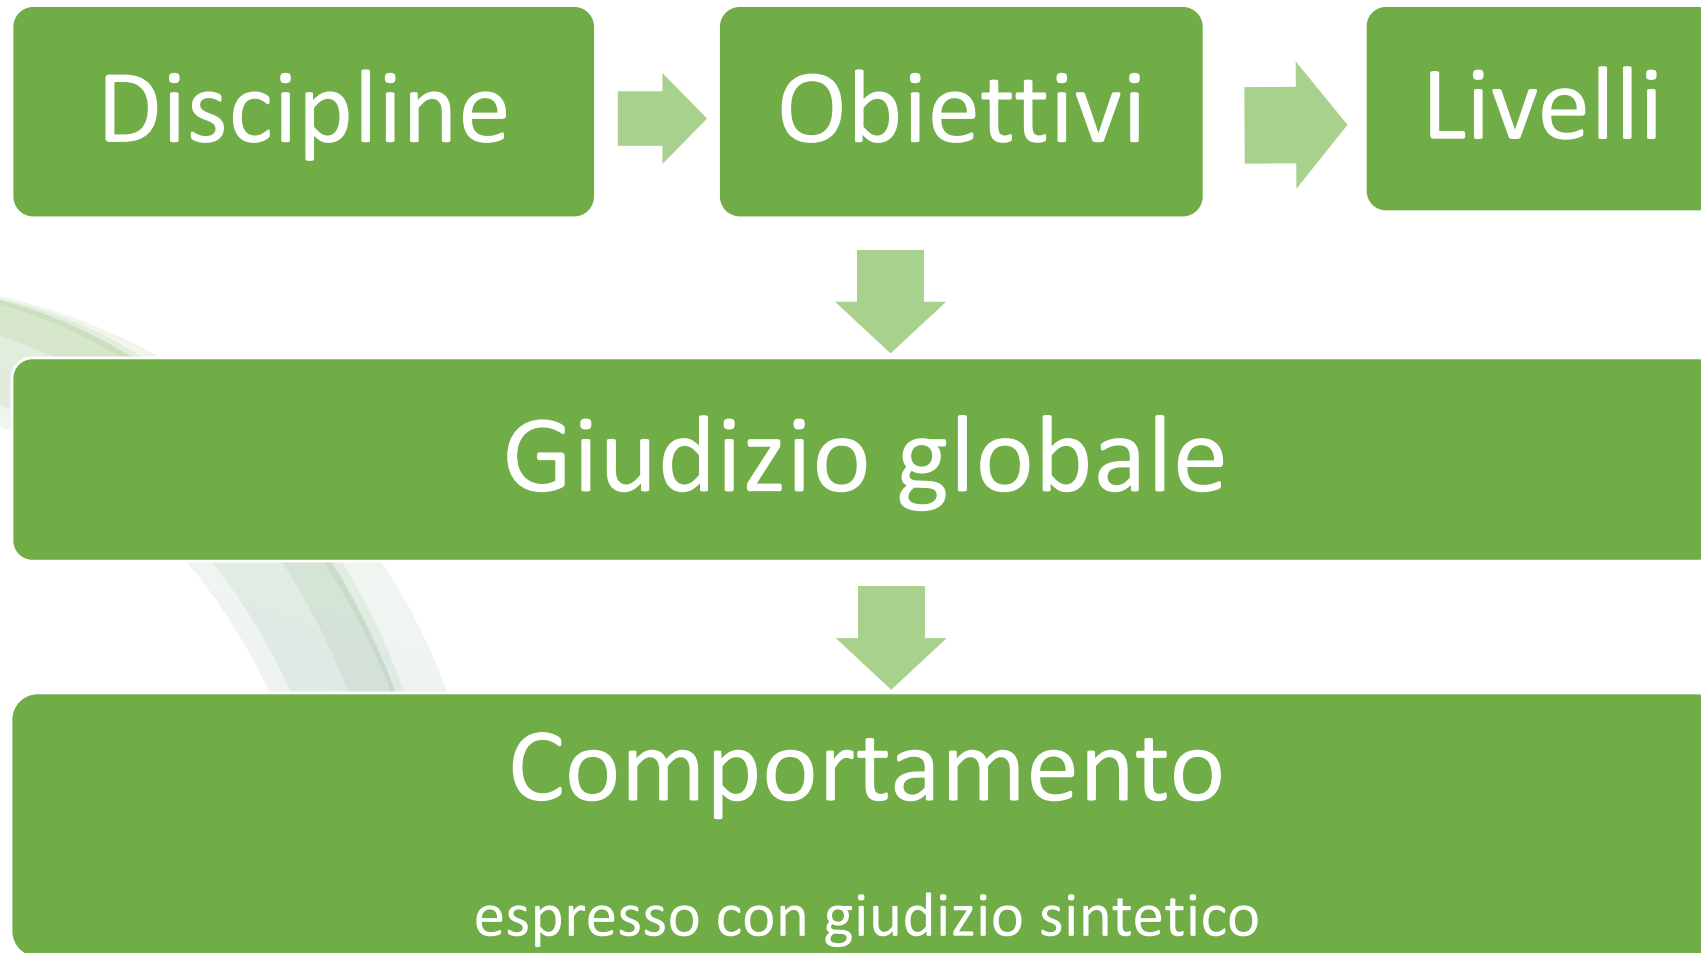 Discipline
Obiettivi
Livelli
Giudizio globale
Comportamento
espresso con giudizio sintetico